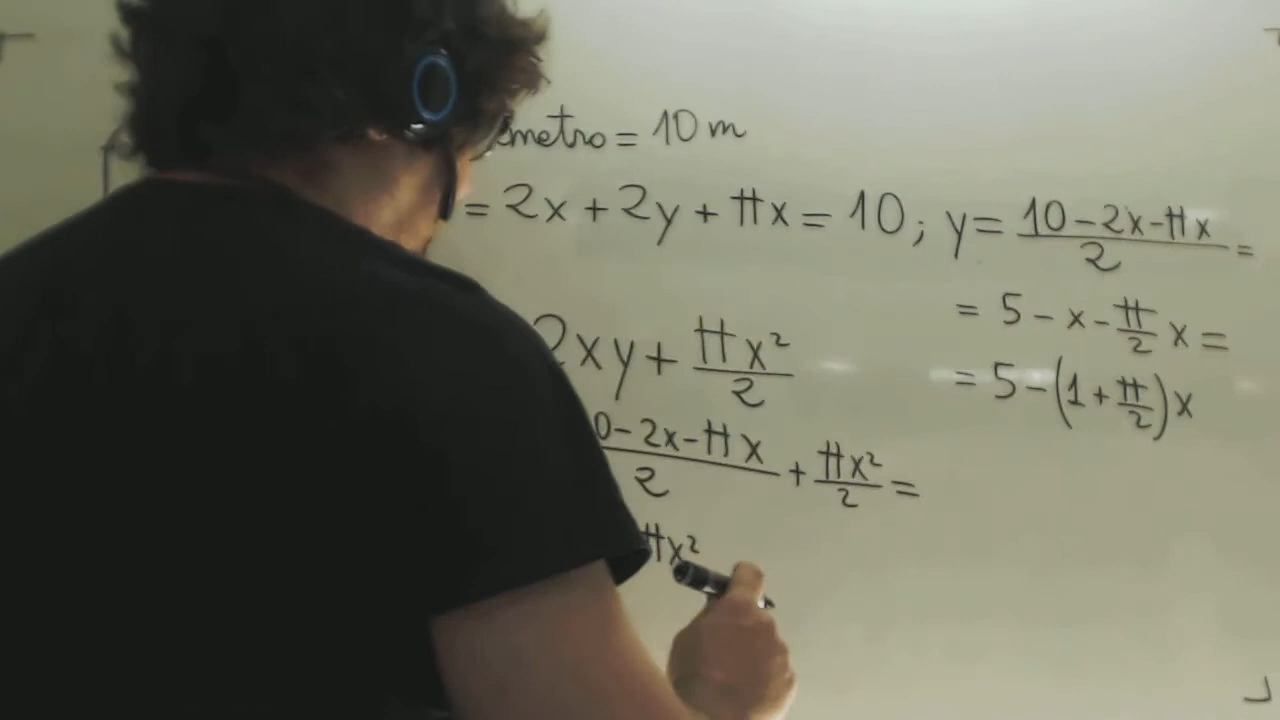 metro = 10 m
= 2x + 2y + πx = 10 ; y = (10 - 2x - πx)/2 =
= 5 - x - π/2 x =
= 5 - (1 + π/2) x
2xy + πx²/2
0 - 2x - πx / 2 + πx²/2 =
πx²